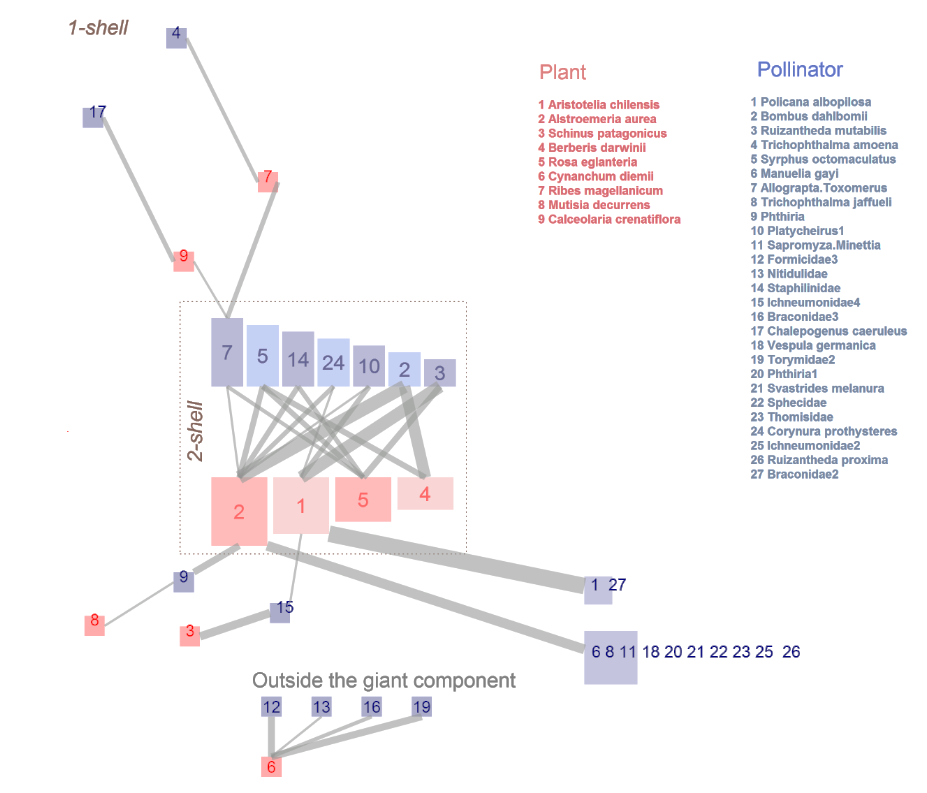 1-shell
4
17
7
9
Plant
1 Aristotelia chilensis
2 Alstroemeria aurea
3 Schinus patagonicus
4 Berberis darwinii
5 Rosa eglanteria
6 Cynanchum diemii
7 Ribes magellanicum
8 Mutisia decurrens
9 Calceolaria crenatiflora
Pollinator
1 Policana albopilosa
2 Bombus dahlbomii
3 Ruizantheda mutabilis
4 Trichophthalma amoena
5 Syrphus octomaculatus
6 Manuelia gayi
7 Allograpta.Toxomerus
8 Trichophthalma jaffueli
9 Phthiria
10 Platycheirus1
11 Sapromyza.Minettia
12 Formicidae3
13 Nitidulidae
14 Staphilinidae
15 Ichneumonidae4
16 Braconidae3
17 Chalepogenus caeruleus
18 Vespula germanica
19 Torymidae2
20 Phthiria1
21 Svastrides melanura
22 Sphecidae
23 Thomisidae
24 Corynura prothysteres
25 Ichneumonidae2
26 Ruizantheda proxima
27 Braconidae2
2-shell
7 5 14 24 10 2 3
2 1 5 4
9
8
3
15
1 27
6 8 11 18 20 21 22 23 25 26
Outside the giant component
12 13 16 19
6